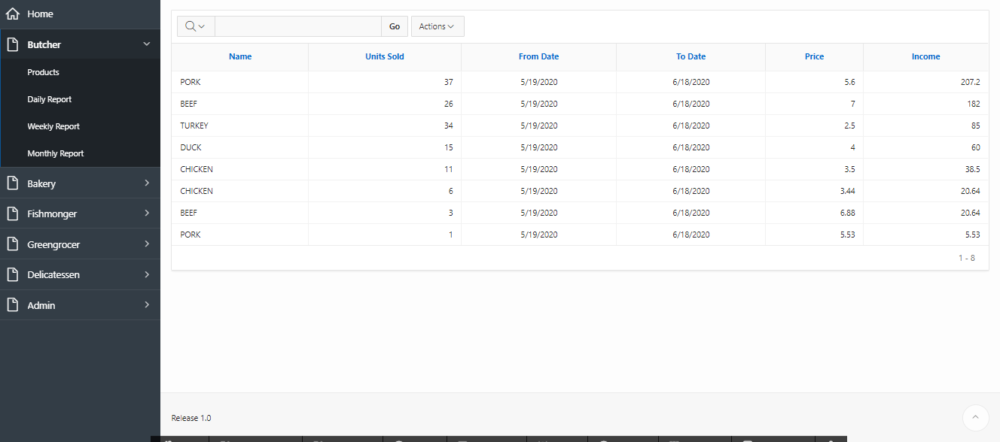 Home
Butcher
Products
Daily Report
Weekly Report
Monthly Report
Bakery
Fishmonger
Greengrocer
Delicatessen
Admin
Go Actions
Name Units Sold From Date To Date Price Income
PORK 37 5/19/2020 6/18/2020 5.6 207.2
BEEF 26 5/19/2020 6/18/2020 7 182
TURKEY 34 5/19/2020 6/18/2020 2.5 85
DUCK 15 5/19/2020 6/18/2020 4 60
CHICKEN 11 5/19/2020 6/18/2020 3.5 38.5
CHICKEN 6 5/19/2020 6/18/2020 3.44 20.64
BEEF 3 5/19/2020 6/18/2020 6.88 20.64
PORK 1 5/19/2020 6/18/2020 5.53 5.53
1 - 8
Release 1.0